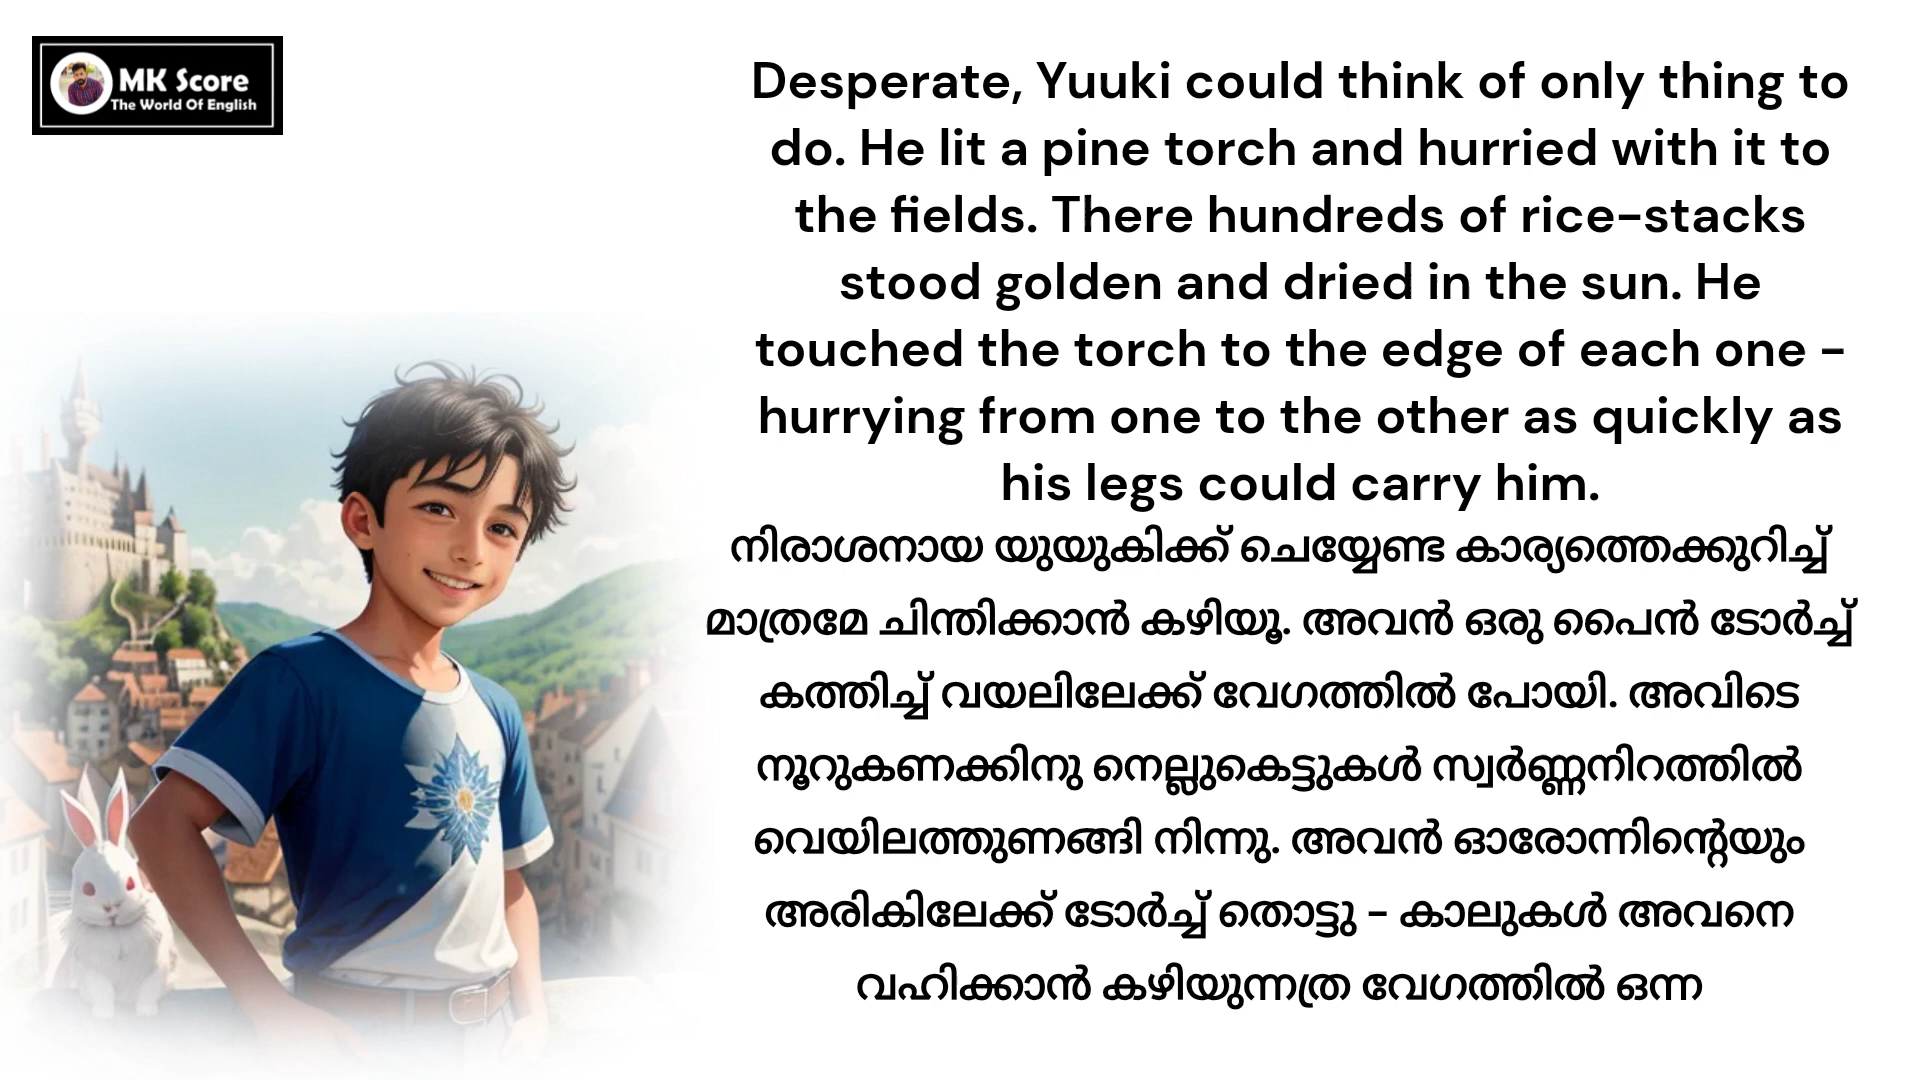 MK Score
The World Of English
Desperate, Yuuki could think of only thing to
do. He lit a pine torch and hurried with it to
the fields. There hundreds of rice-stacks
stood golden and dried in the sun. He
touched the torch to the edge of each one -
hurrying from one to the other as quickly as
his legs could carry him.
നിരാശനായ യുയുകിക്ക് ചെയ്യേണ്ട കാര്യത്തെക്കുറിച്ച്
മാത്രമേ ചിന്തിക്കാൻ കഴിയൂ. അവൻ ഒരു പൈൻ ടോർച്ച്
കത്തിച്ച് വയലിലേക്ക് വേഗത്തിൽ പോയി. അവിടെ
നൂറുകണക്കിനു നെല്ലുകെട്ടുകൾ സ്വർണ്ണനിറത്തിൽ
വെയിലത്തുണങ്ങി നിന്നു. അവൻ ഓരോന്നിന്റെയും
അരികിലേക്ക് ടോർച്ച് തൊട്ടു - കാലുകൾ അവനെ
വഹിക്കാൻ കഴിയുന്നത്ര വേഗത്തിൽ ഒന്ന